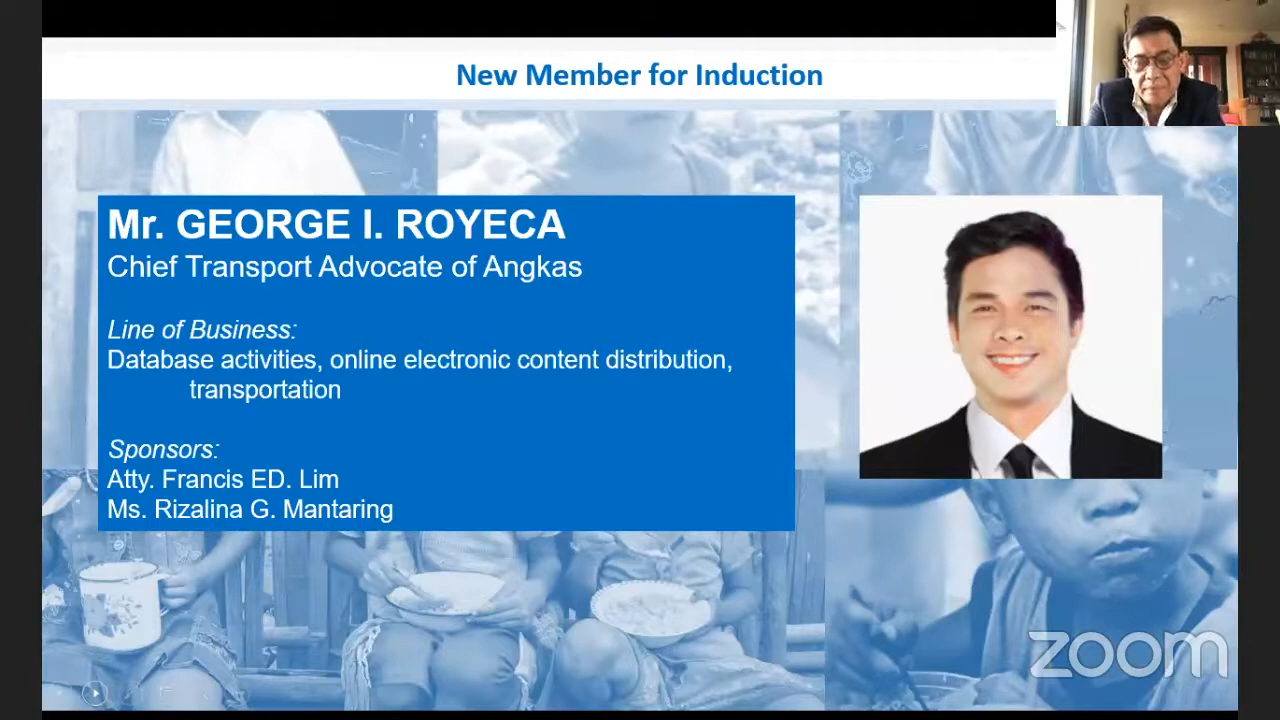 New Member for Induction
Mr. GEORGE I. ROYECA
Chief Transport Advocate of Angkas
Line of Business:
Database activities, online electronic content distribution,
transportation
Sponsors:
Atty. Francis ED. Lim
Ms. Rizalina G. Mantaring
zoom